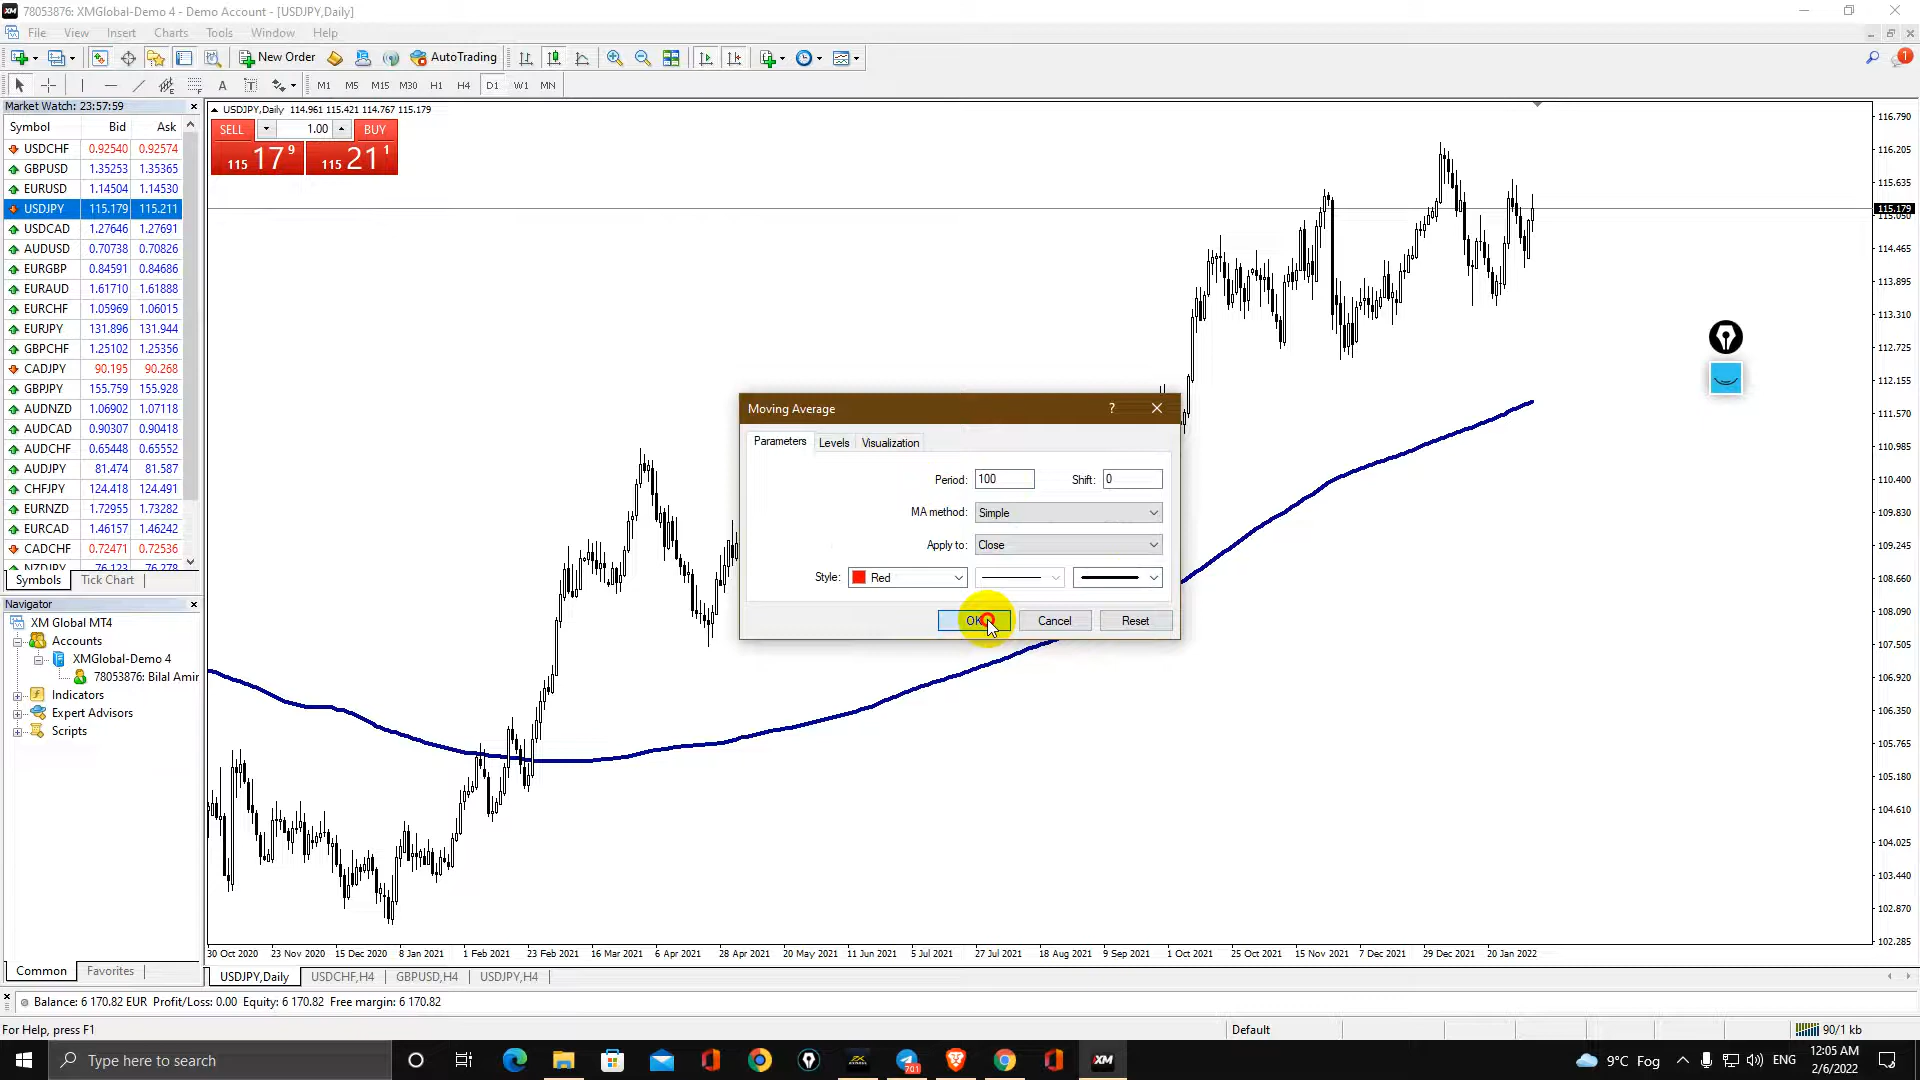 78053876: XMGlobal-Demo 4 - Demo Account - [USDJPY,Daily]
File View Insert Charts Tools Window Help
New Order AutoTrading
1
A T M1 M5 M15 M30 H1 H4 D1 W1 MN
Market Watch: 23:57:59
Symbol Bid Ask
USDCHF 0.92540 0.92574
GBPUSD 1.35253 1.35365
EURUSD 1.14504 1.14530
USDJPY 115.179 115.211
USDCAD 1.27646 1.27691
AUDUSD 0.70738 0.70826
EURGBP 0.84591 0.84686
EURAUD 1.61710 1.61888
EURCHF 1.05969 1.06015
EURJPY 131.896 131.944
GBPCHF 1.25102 1.25356
CADJPY 90.195 90.268
GBPJPY 155.759 155.928
AUDNZD 1.06902 1.07118
AUDCAD 0.90307 0.90418
AUDCHF 0.65448 0.65552
AUDJPY 81.474 81.587
CHFJPY 124.418 124.491
EURNZD 1.72955 1.73282
EURCAD 1.46157 1.46242
CADCHF 0.72471 0.72536
NZDJPY 76.123 76.278
Symbols Tick Chart
Navigator
XM Global MT4
Accounts
XMGlobal-Demo 4
78053876: Bilal Amir
Indicators
Expert Advisors
Scripts
Common Favorites
USDJPY,Daily 114.961 115.421 114.767 115.179
SELL 1.00 BUY
115 17 9 115 21 1
Moving Average ?
Parameters Levels Visualization
Period: 100 Shift: 0
MA method: Simple
Apply to: Close
Style: Red
OK Cancel Reset
116.790
116.205
115.635
115.179
115.050
114.465
113.895
113.310
112.725
112.155
111.570
110.985
110.400
109.830
109.245
108.660
108.090
107.505
106.920
106.350
105.765
105.180
104.610
104.025
103.440
102.870
102.285
30 Oct 2020 23 Nov 2020 15 Dec 2020 8 Jan 2021 1 Feb 2021 23 Feb 2021 16 Mar 2021 6 Apr 2021 28 Apr 2021 20 May 2021 11 Jun 2021 5 Jul 2021 27 Jul 2021 18 Aug 2021 9 Sep 2021 1 Oct 2021 25 Oct 2021 15 Nov 2021 7 Dec 2021 29 Dec 2021 20 Jan 2022
USDJPY,Daily USDCHF,H4 GBPUSD,H4 USDJPY,H4
Balance: 6 170.82 EUR Profit/Loss: 0.00 Equity: 6 170.82 Free margin: 6 170.82
For Help, press F1 Default 90/1 kb
Type here to search 701 XM 9°C Fog ENG 12:05 AM
2/6/2022